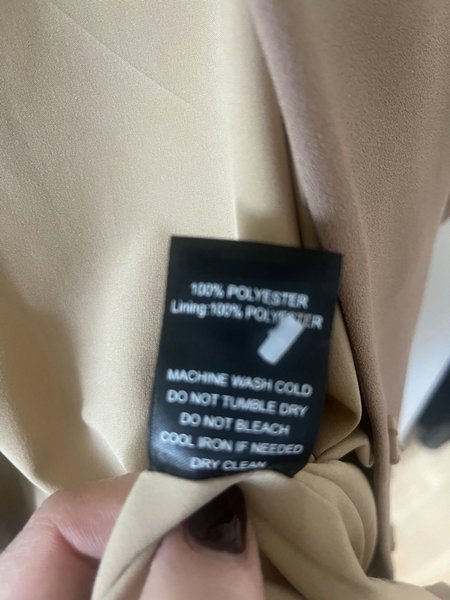 100% POLYESTER
Lining:100% POLYESTER
MACHINE WASH COLD
DO NOT TUMBLE DRY
DO NOT BLEACH
COOL IRON IF NEEDED
DRY CLEAN